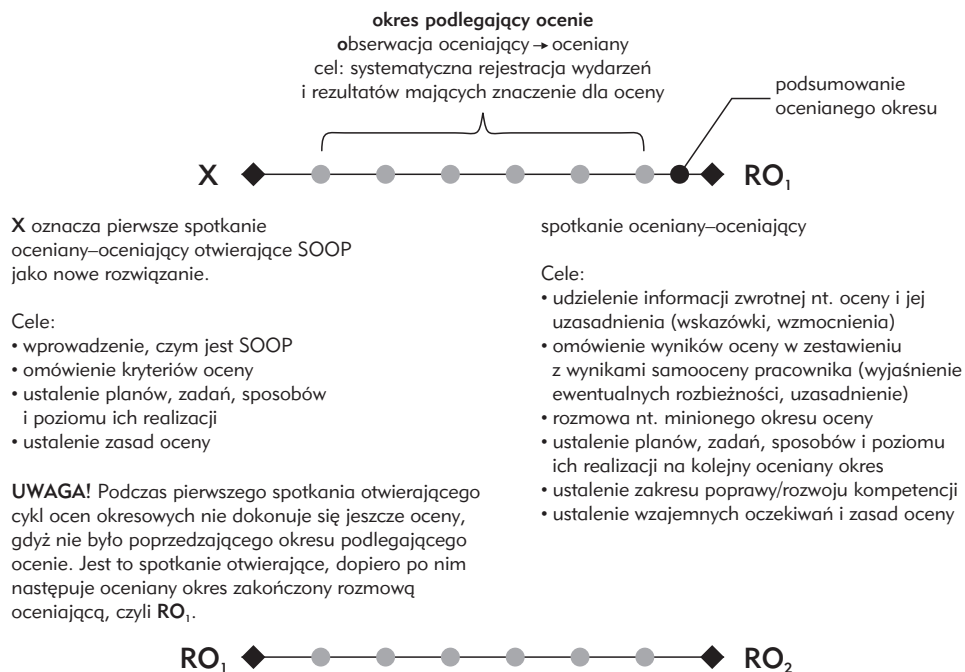 okres podlegający ocenie
obserwacja oceniający → oceniany
cel: systematyczna rejestracja wydarzeń
i rezultatów mających znaczenie dla oceny
podsumowanie
ocenianego okresu
X RO₁
X oznacza pierwsze spotkanie
oceniany–oceniający otwierające SOOP
jako nowe rozwiązanie.
Cele:
• wprowadzenie, czym jest SOOP
• omówienie kryteriów oceny
• ustalenie planów, zadań, sposobów
i poziomu ich realizacji
• ustalenie zasad oceny
UWAGA! Podczas pierwszego spotkania otwierającego
cykl ocen okresowych nie dokonuje się jeszcze oceny,
gdyż nie było poprzedzającego okresu podlegającego
ocenie. Jest to spotkanie otwierające, dopiero po nim
następuje oceniany okres zakończony rozmową
oceniającą, czyli RO₁.
spotkanie oceniany–oceniający
Cele:
• udzielenie informacji zwrotnej nt. oceny i jej
uzasadnienia (wskazówki, wzmocnienia)
• omówienie wyników oceny w zestawieniu
z wynikami samooceny pracownika (wyjaśnienie
ewentualnych rozbieżności, uzasadnienie)
• rozmowa nt. minionego okresu oceny
• ustalenie planów, zadań, sposobów i poziomu
ich realizacji na kolejny oceniany okres
• ustalenie zakresu poprawy/rozwoju kompetencji
• ustalenie wzajemnych oczekiwań i zasad oceny
RO₁ RO₂